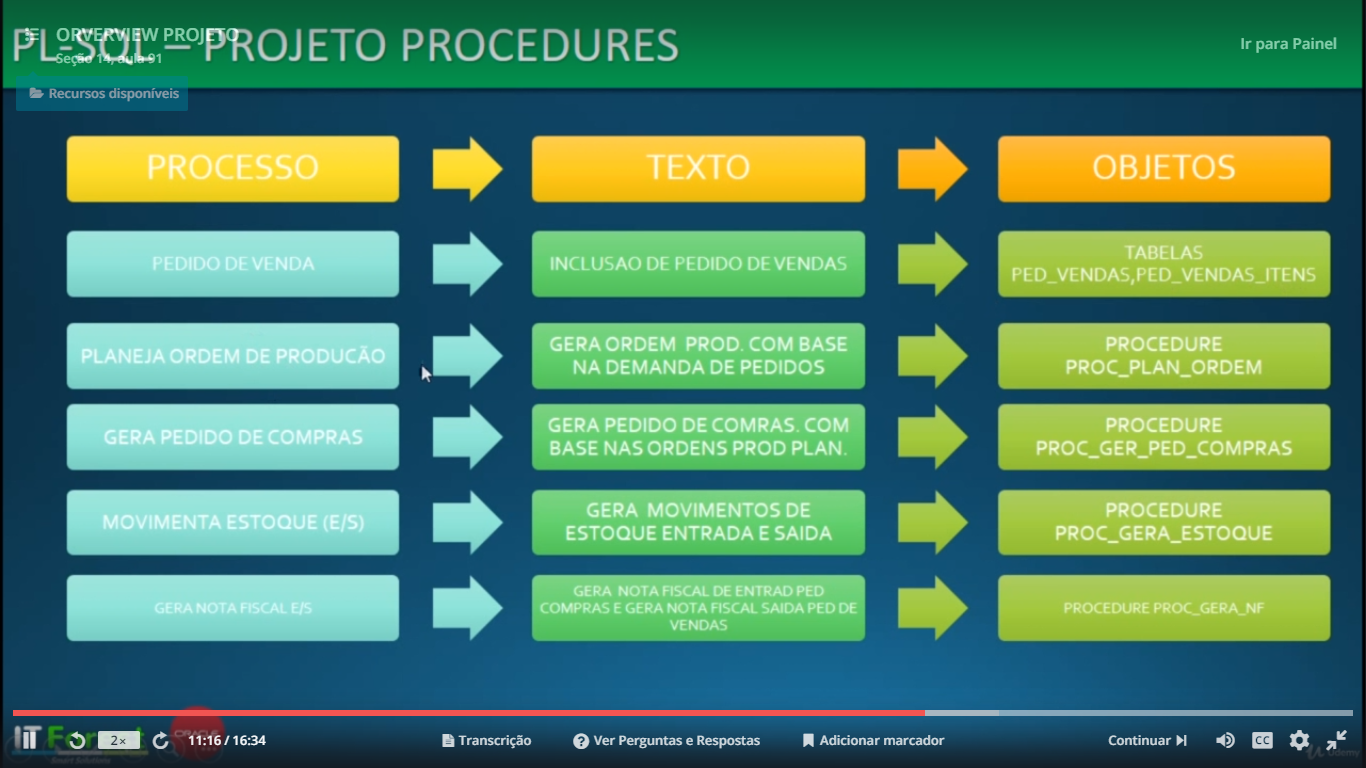 PL-SQL – PROJETO PROCEDURES
ORVERVIEW PROJETO
Seção 14, aula 91
Ir para Painel
Recursos disponíveis
PROCESSO
TEXTO
OBJETOS
PEDIDO DE VENDA
INCLUSAO DE PEDIDO DE VENDAS
TABELAS
PED_VENDAS,PED_VENDAS_ITENS
PLANEJA ORDEM DE PRODUCÃO
GERA ORDEM PROD. COM BASE
NA DEMANDA DE PEDIDOS
PROCEDURE
PROC_PLAN_ORDEM
GERA PEDIDO DE COMPRAS
GERA PEDIDO DE COMRAS. COM
BASE NAS ORDENS PROD PLAN.
PROCEDURE
PROC_GER_PED_COMPRAS
MOVIMENTA ESTOQUE (E/S)
GERA MOVIMENTOS DE
ESTOQUE ENTRADA E SAIDA
PROCEDURE
PROC_GERA_ESTOQUE
GERA NOTA FISCAL E/S
GERA NOTA FISCAL DE ENTRAD PED
COMPRAS E GERA NOTA FISCAL SAIDA PED DE
VENDAS
PROCEDURE PROC_GERA_NF
IT
2×
11:16 / 16:34
Transcrição
Ver Perguntas e Respostas
Adicionar marcador
Continuar
CC